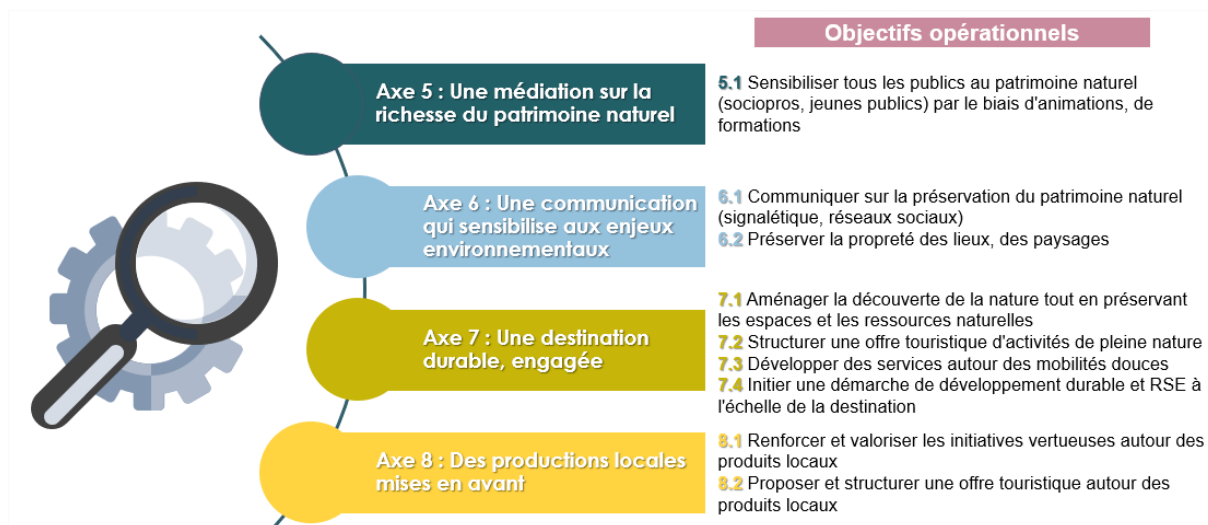 Objectifs opérationnels
Axe 5 : Une médiation sur la
richesse du patrimoine naturel
5.1 Sensibiliser tous les publics au patrimoine naturel
(sociopros, jeunes publics) par le biais d'animations, de
formations
Axe 6 : Une communication
qui sensibilise aux enjeux
environnementaux
6.1 Communiquer sur la préservation du patrimoine naturel
(signalétique, réseaux sociaux)
6.2 Préserver la propreté des lieux, des paysages
Axe 7 : Une destination
durable, engagée
7.1 Aménager la découverte de la nature tout en préservant
les espaces et les ressources naturelles
7.2 Structurer une offre touristique d'activités de pleine nature
7.3 Développer des services autour des mobilités douces
7.4 Initier une démarche de développement durable et RSE à
l'échelle de la destination
Axe 8 : Des productions locales
mises en avant
8.1 Renforcer et valoriser les initiatives vertueuses autour des
produits locaux
8.2 Proposer et structurer une offre touristique autour des
produits locaux